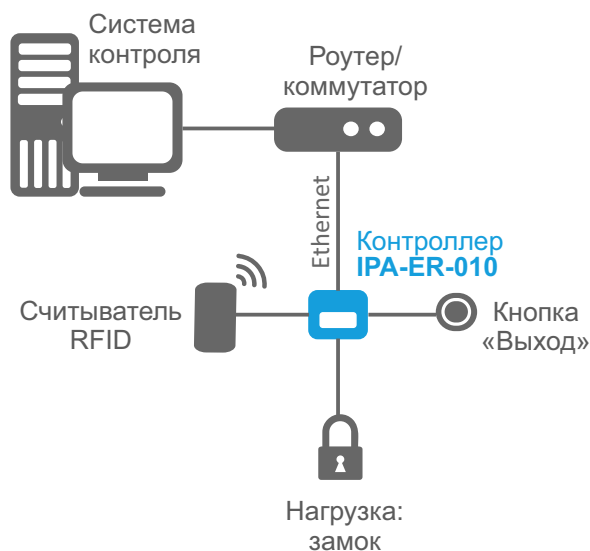 Система
контроля
Роутер/
коммутатор
Ethernet
Контроллер
IPA-ER-010
Считыватель
RFID
Кнопка
«Выход»
Нагрузка:
замок